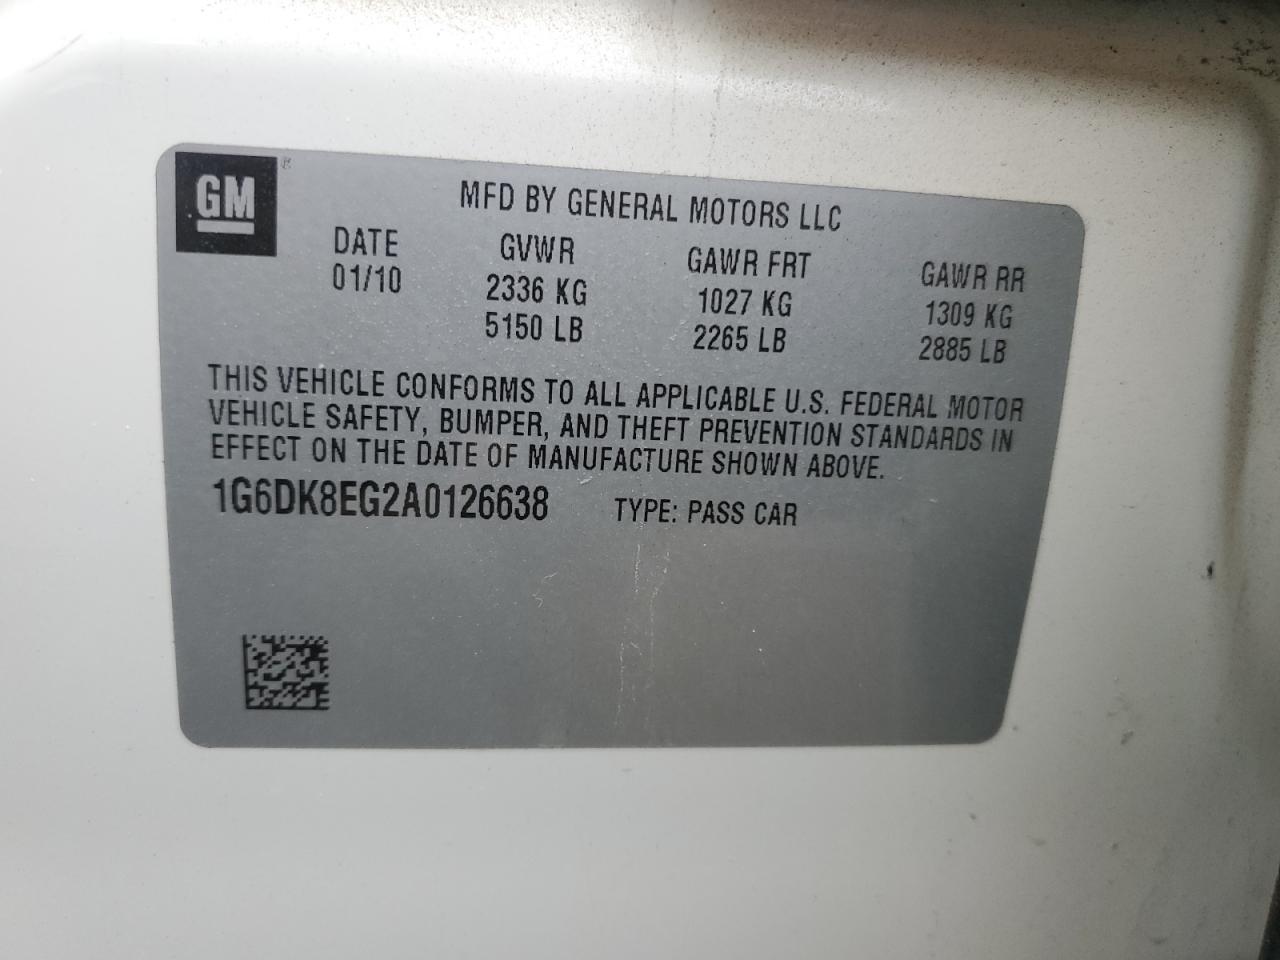 GM®
MFD BY GENERAL MOTORS LLC
DATE GVWR GAWR FRT GAWR RR
01/10 2336 KG 1027 KG 1309 KG
5150 LB 2265 LB 2885 LB
THIS VEHICLE CONFORMS TO ALL APPLICABLE U.S. FEDERAL MOTOR
VEHICLE SAFETY, BUMPER, AND THEFT PREVENTION STANDARDS IN
EFFECT ON THE DATE OF MANUFACTURE SHOWN ABOVE.
1G6DK8EG2A0126638 TYPE: PASS CAR